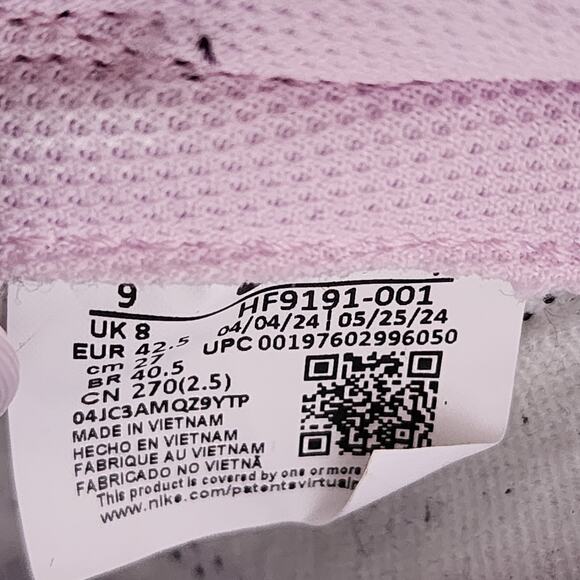 9
HF9191-001
UK 8
04/04/24 | 05/25/24
EUR 42.5
UPC 00197602996050
cm 27
BR 40.5
CN 270(2.5)
04JC3AMQZ9YTP
MADE IN VIETNAM
HECHO EN VIETNAM
FABRIQUE AU VIETNAM
FABRICADO NO VIETNÃ
This product is covered by one or more
www.nike.com/patents